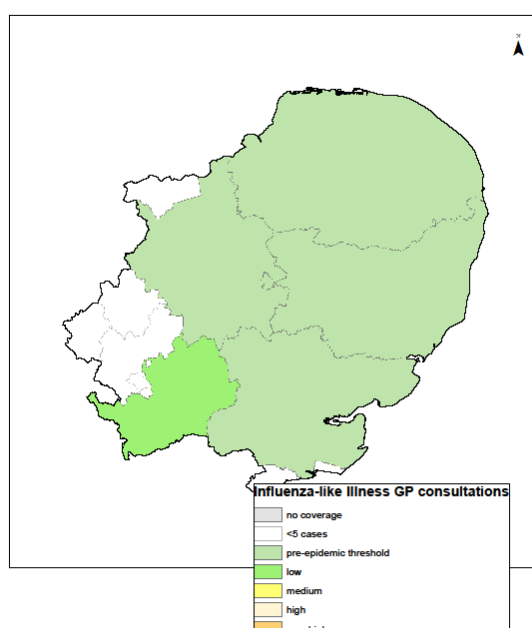 N
Influenza-like Illness GP consultations
no coverage
<5 cases
pre-epidemic threshold
low
medium
high